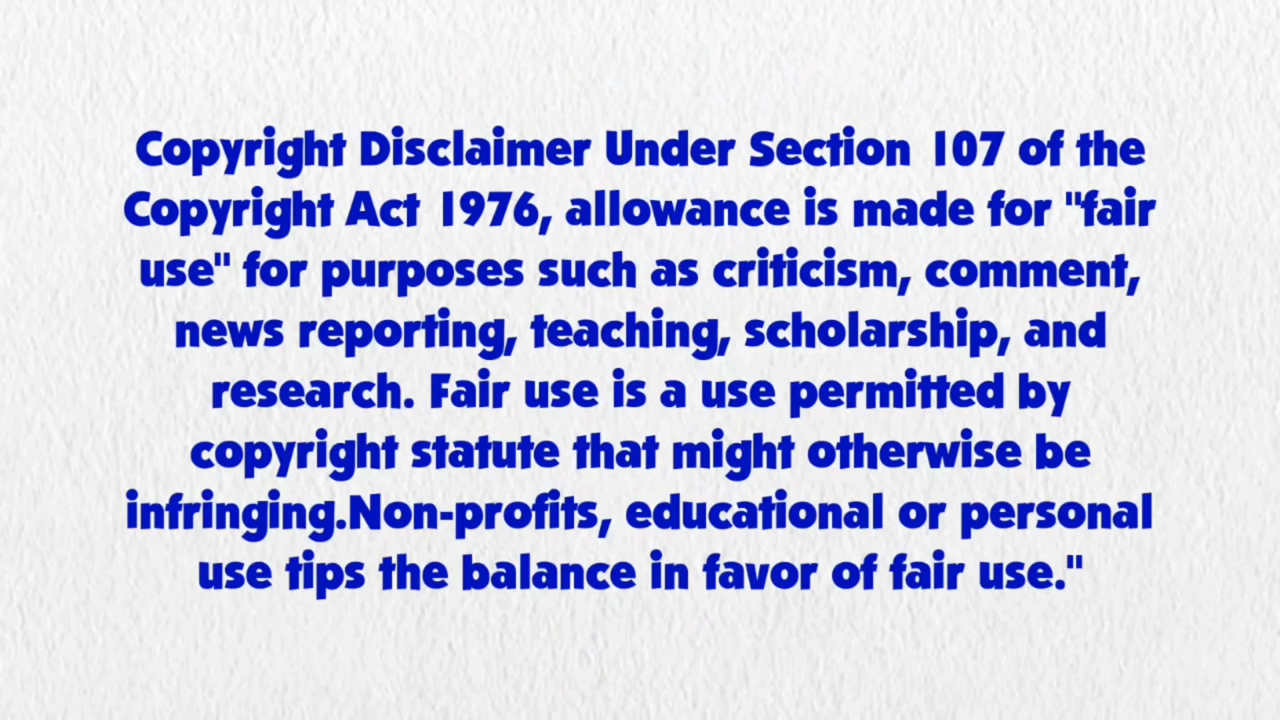 Copyright Disclaimer Under Section 107 of the
Copyright Act 1976, allowance is made for "fair
use" for purposes such as criticism, comment,
news reporting, teaching, scholarship, and
research. Fair use is a use permitted by
copyright statute that might otherwise be
infringing.Non-profits, educational or personal
use tips the balance in favor of fair use."